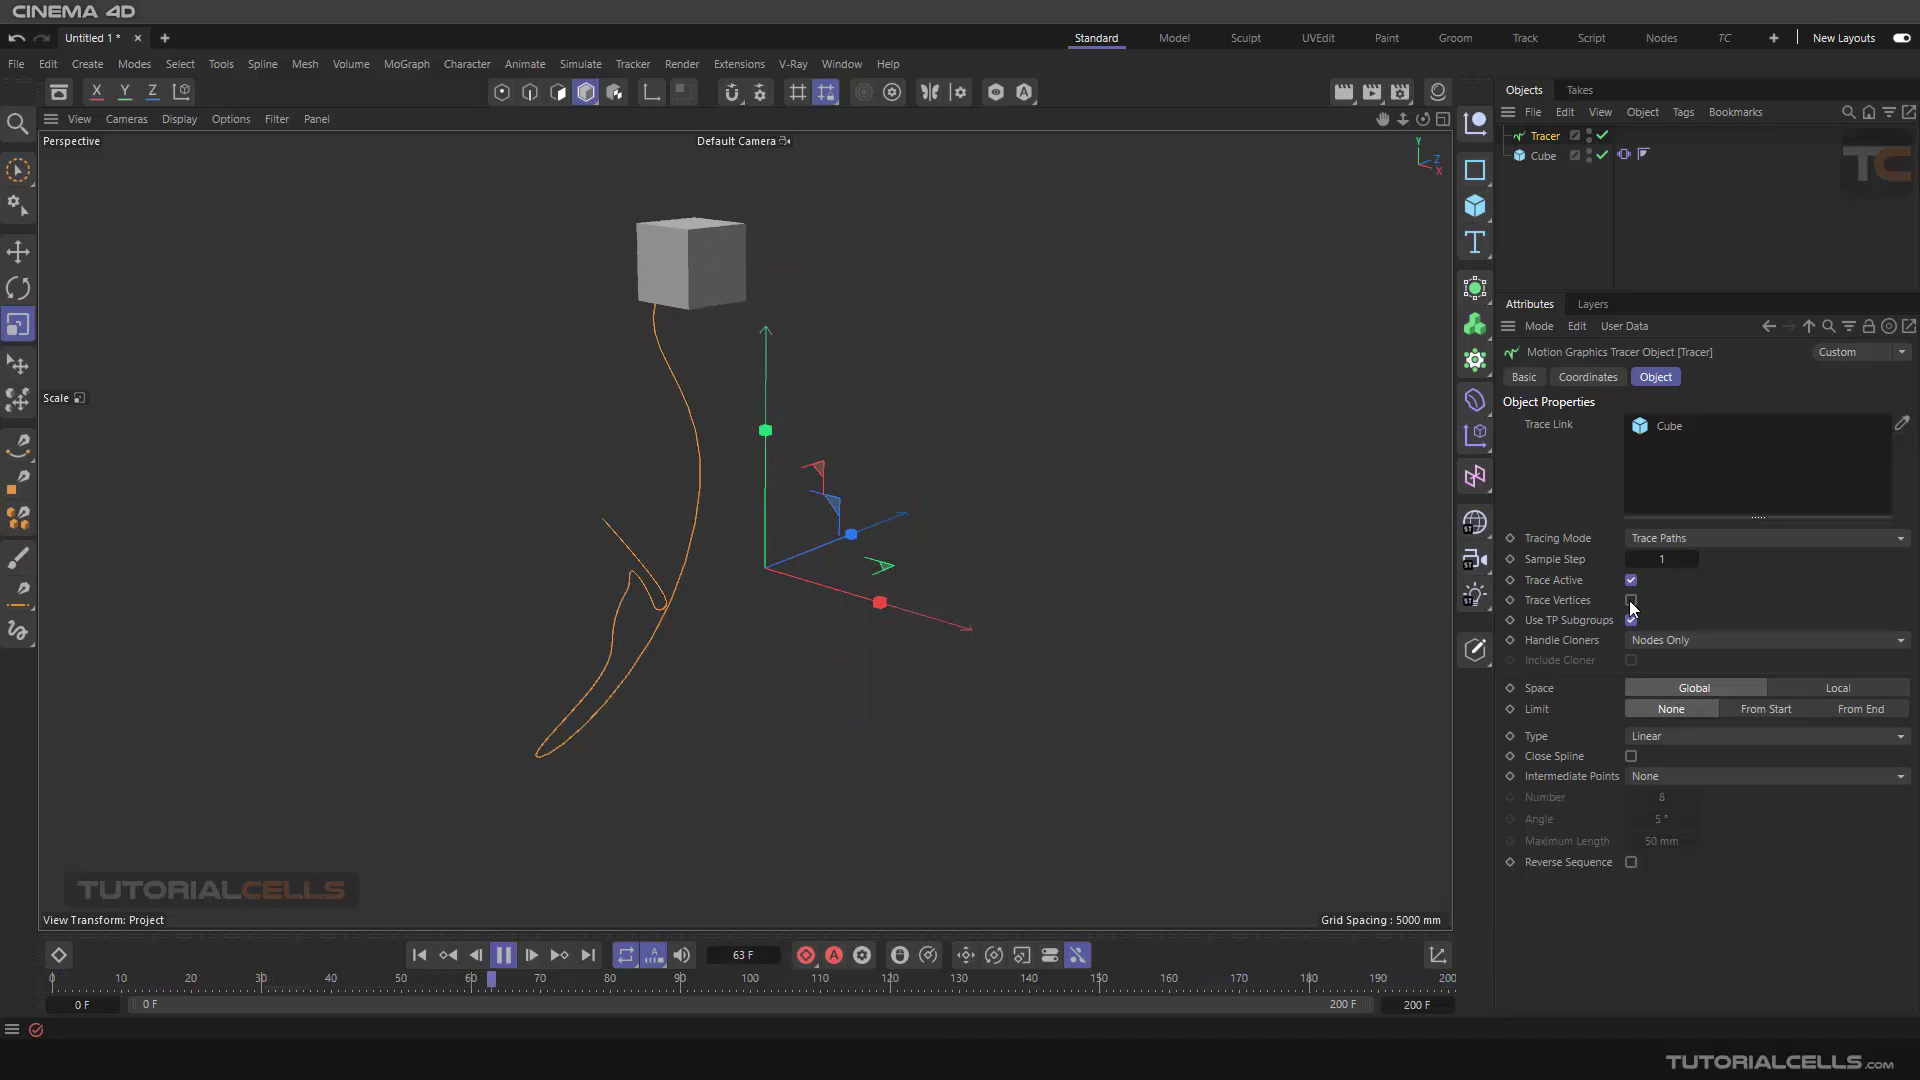 CINEMA 4D
Untitled 1 *
Standard
Model
Sculpt
UVEdit
Paint
Groom
Track
Script
Nodes
TC
New Layouts
File Edit Create Modes Select Tools Spline Mesh Volume MoGraph Character Animate Simulate Tracker Render Extensions V-Ray Window Help
X Y Z
View Cameras Display Options Filter Panel
Perspective
Default Camera
Y
Z
X
Scale
Objects Takes
File Edit View Object Tags Bookmarks
Tracer
Cube
TC
Attributes Layers
Mode Edit User Data
Motion Graphics Tracer Object [Tracer]
Custom
Basic Coordinates Object
Object Properties
Trace Link
Cube
Tracing Mode Trace Paths
Sample Step 1
Trace Active
Trace Vertices
Use TP Subgroups
Handle Cloners Nodes Only
Include Cloner
Space Global Local
Limit None From Start From End
Type Linear
Close Spline
Intermediate Points None
Number 8
Angle 5 °
Maximum Length 50 mm
Reverse Sequence
TUTORIALCELLS
View Transform: Project
Grid Spacing : 5000 mm
63 F
0 10 20 30 40 50 60 70 80 90 100 110 120 130 140 150 160 170 180 190 200
0 F
0 F
200 F
200 F
TUTORIALCELLS.com